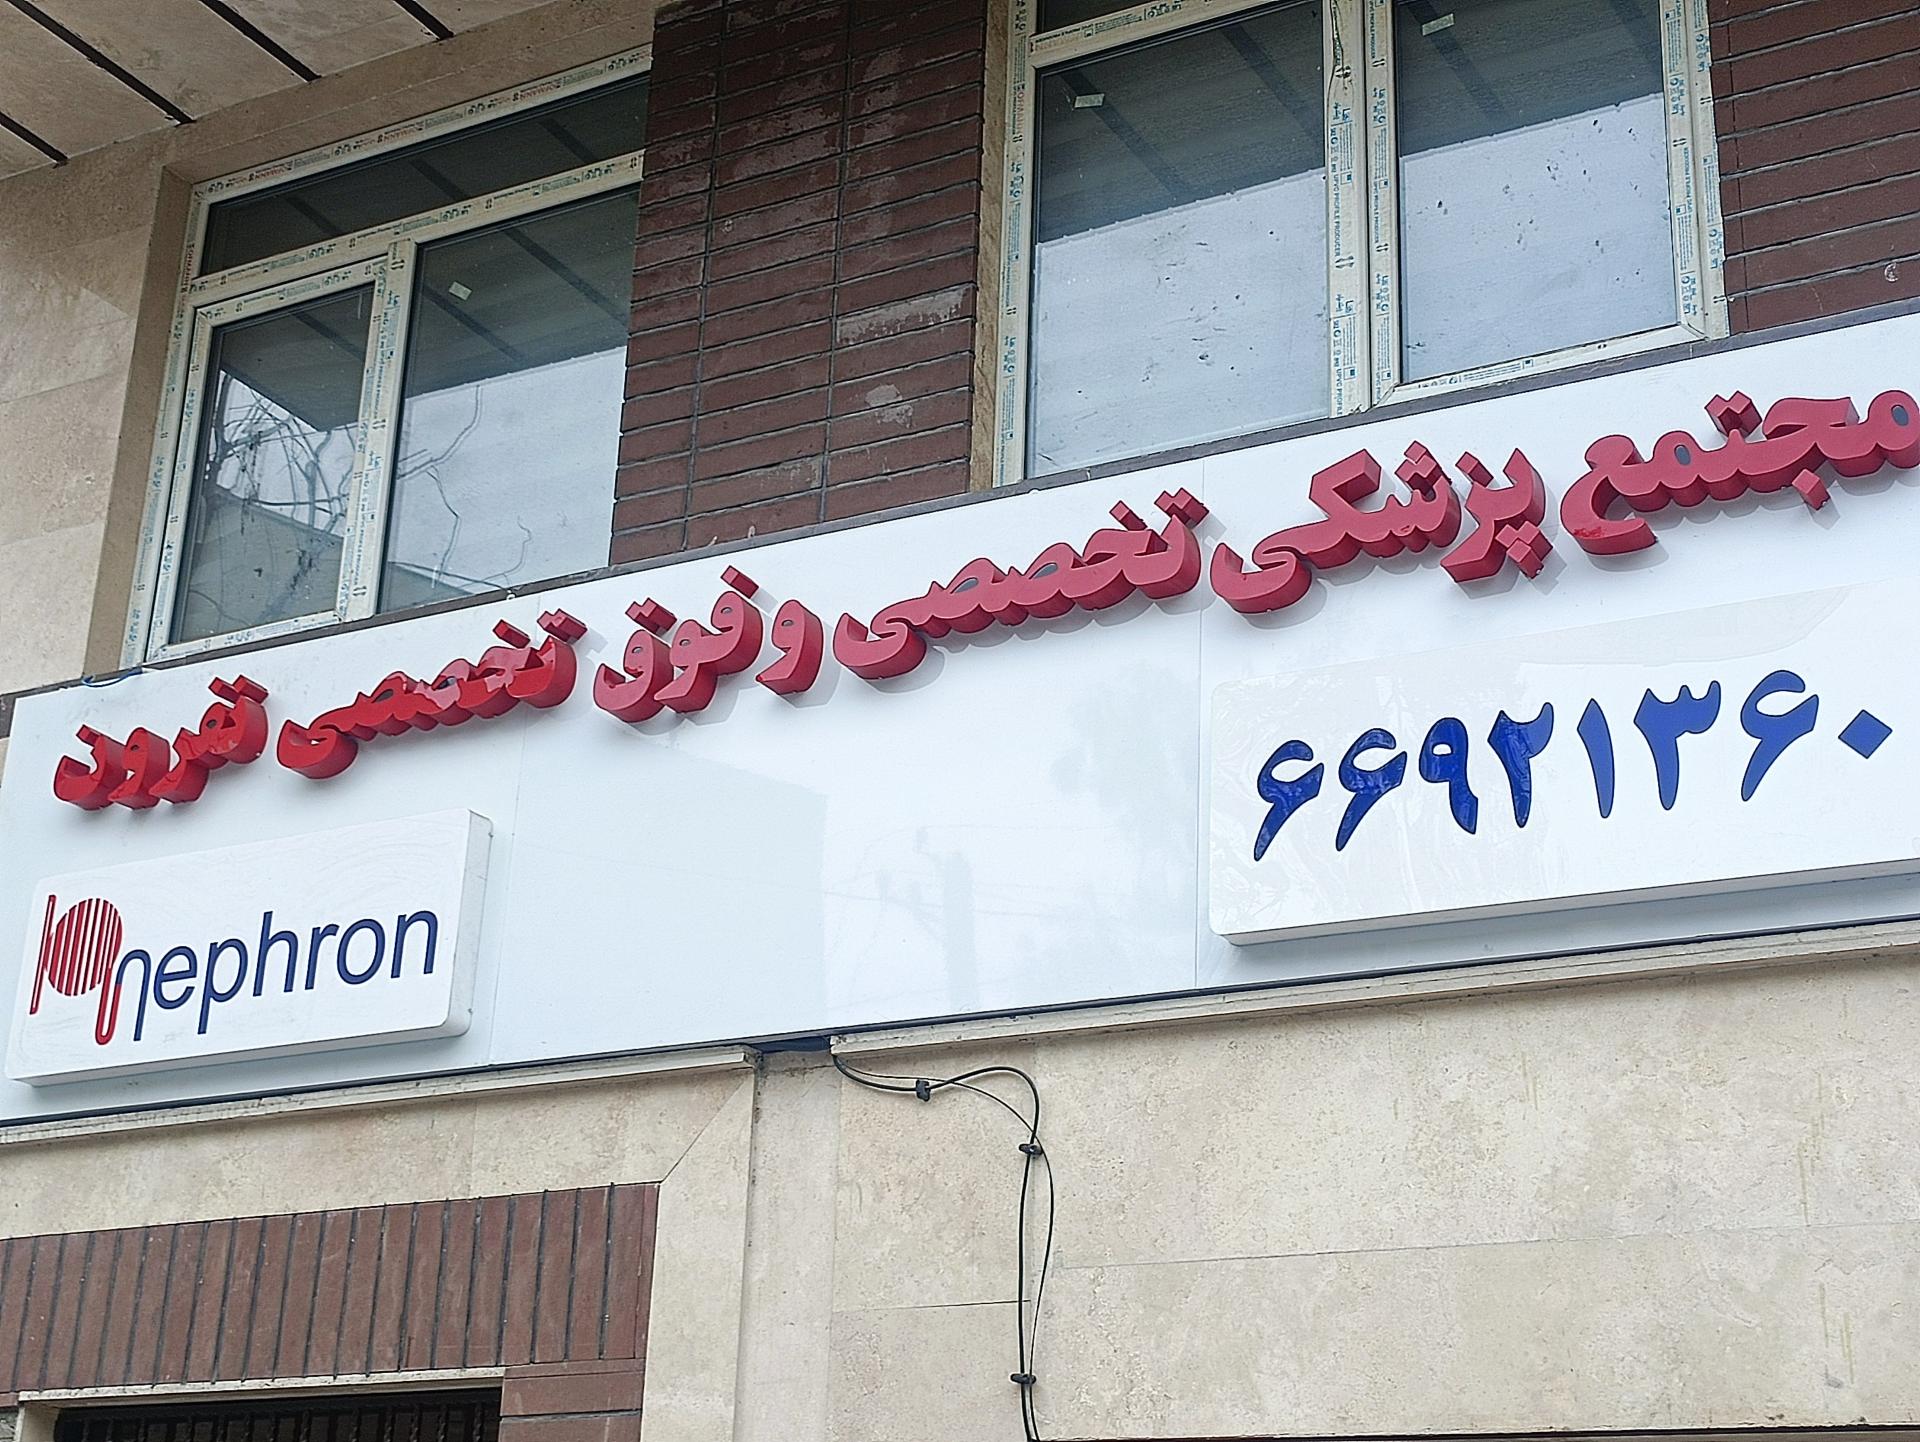 مجتمع پزشکی تخصصی و فوق تخصصی نفرون
۶۶۹۲۱۳۶۰
nephron